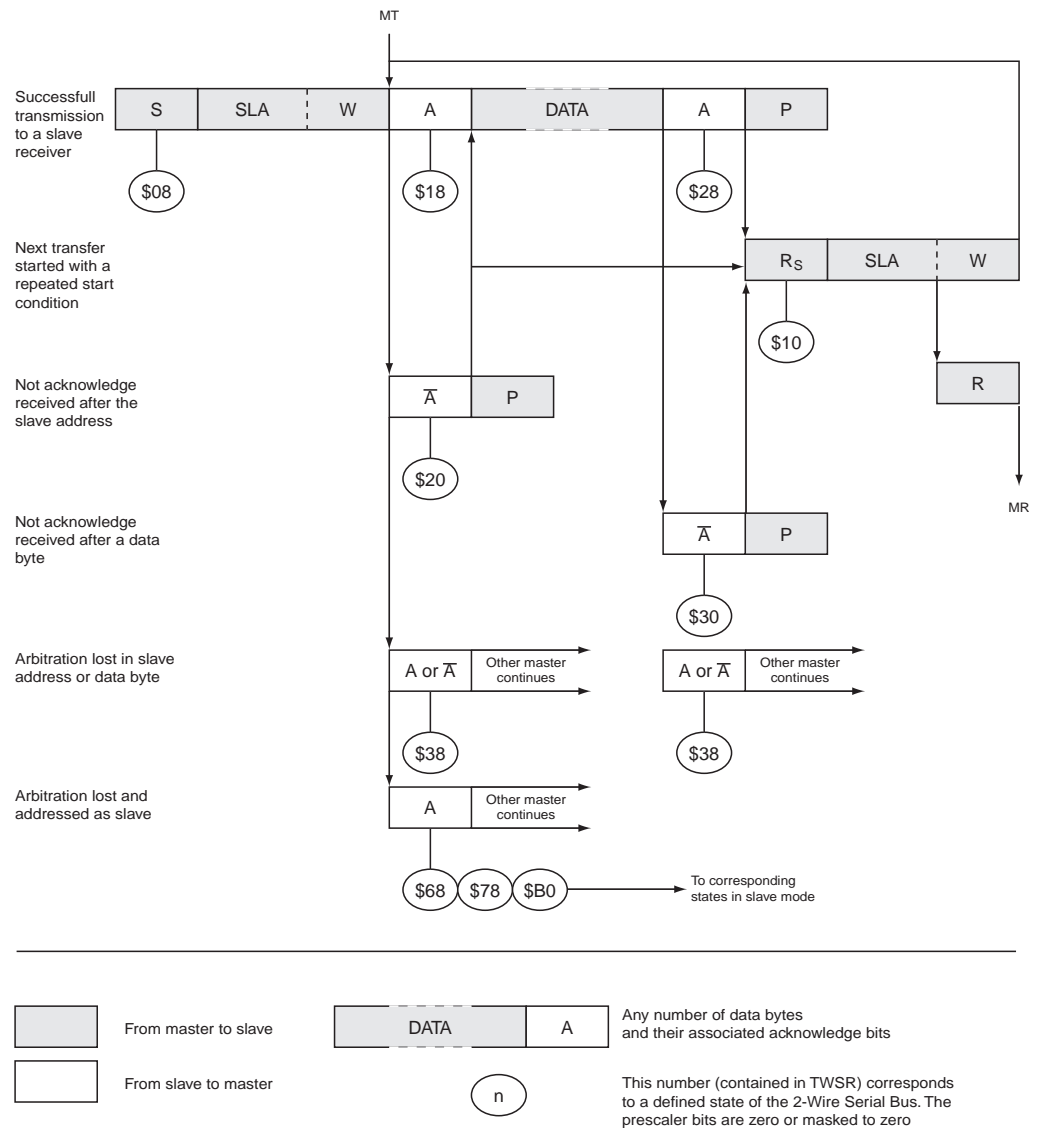 MT
Successfull
transmission
to a slave
receiver
S SLA W A DATA A P
$08 $18 $28
Next transfer
started with a
repeated start
condition
RS SLA W
$10
Not acknowledge
received after the
slave address
A̅ P
R
$20
MR
Not acknowledge
received after a data
byte
A̅ P
$30
Arbitration lost in slave
address or data byte
A or A̅
Other master
continues
A or A̅
Other master
continues
$38 $38
Arbitration lost and
addressed as slave
A
Other master
continues
$68 $78 $B0
To corresponding
states in slave mode
From master to slave
DATA A
Any number of data bytes
and their associated acknowledge bits
From slave to master
n
This number (contained in TWSR) corresponds
to a defined state of the 2-Wire Serial Bus. The
prescaler bits are zero or masked to zero